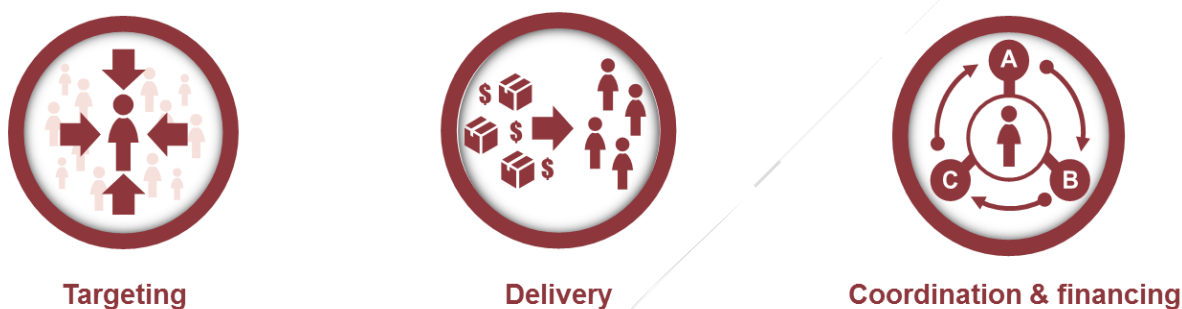 A
C
B
$
$
$
Targeting
Delivery
Coordination & financing